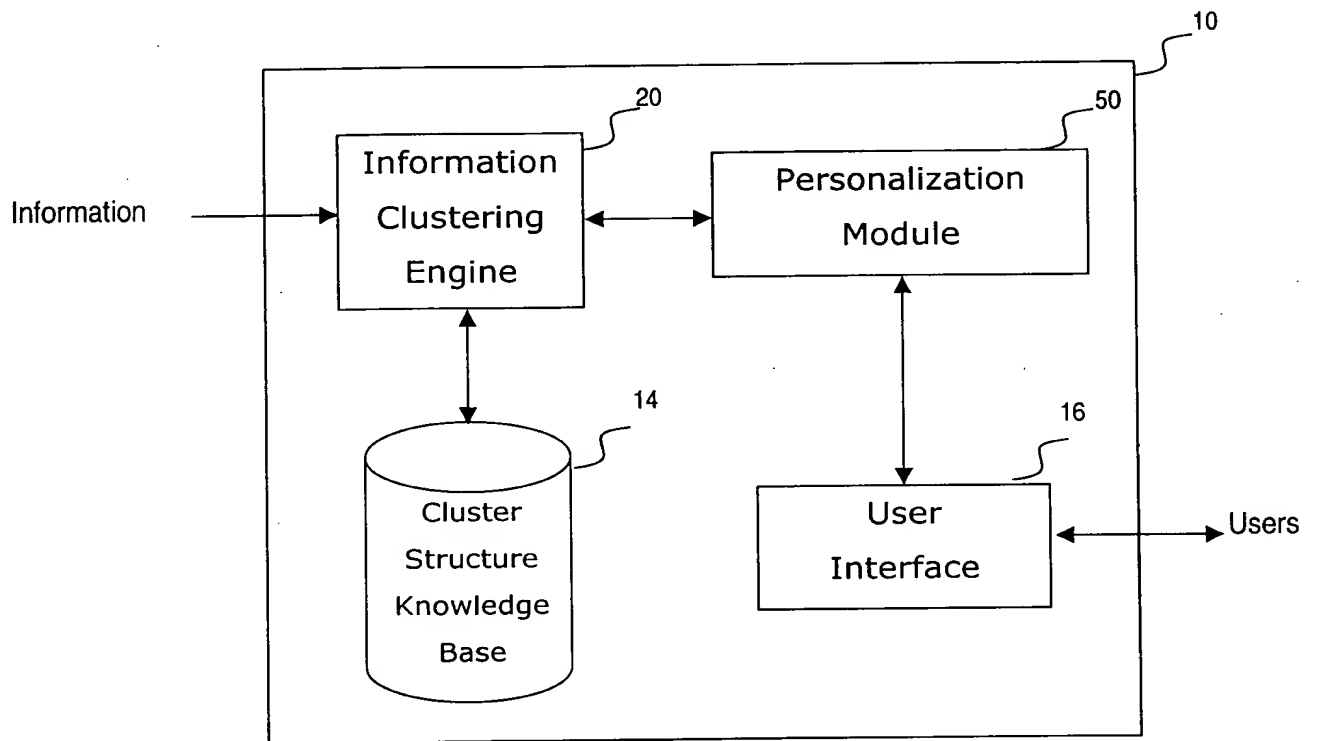 10
20
50
Information
Clustering
Engine
Personalization
Module
Information
14
16
Cluster
Structure
Knowledge
Base
User
Interface
Users